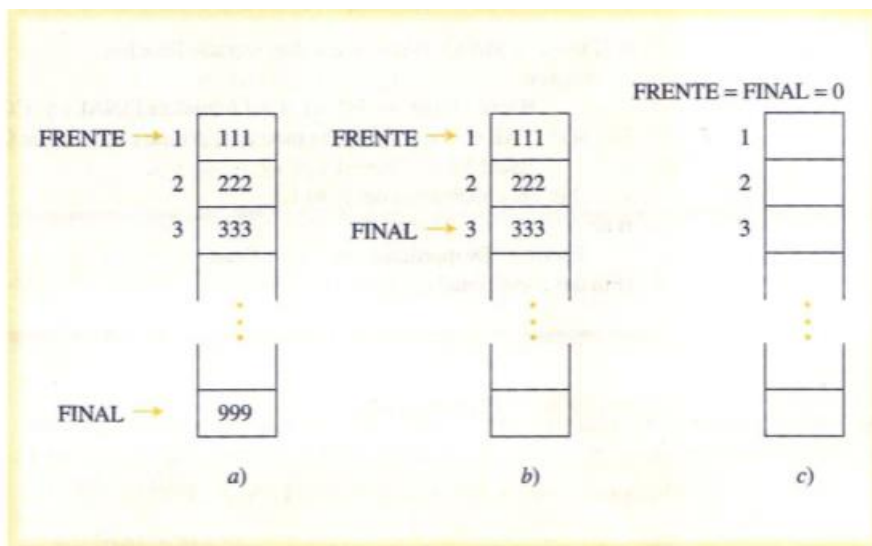 FRENTE = FINAL = 0
FRENTE → 1 111
2 222
3 333
FINAL → 999
a)
FRENTE → 1 111
2 222
FINAL → 3 333
b)
1
2
3
c)